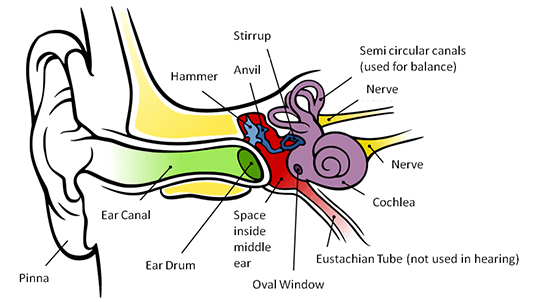 Stirrup
Semi circular canals
(used for balance)
Hammer
Anvil
Nerve
Nerve
Cochlea
Ear Canal
Space
inside
middle
ear
Ear Drum
Eustachian Tube (not used in hearing)
Pinna
Oval Window